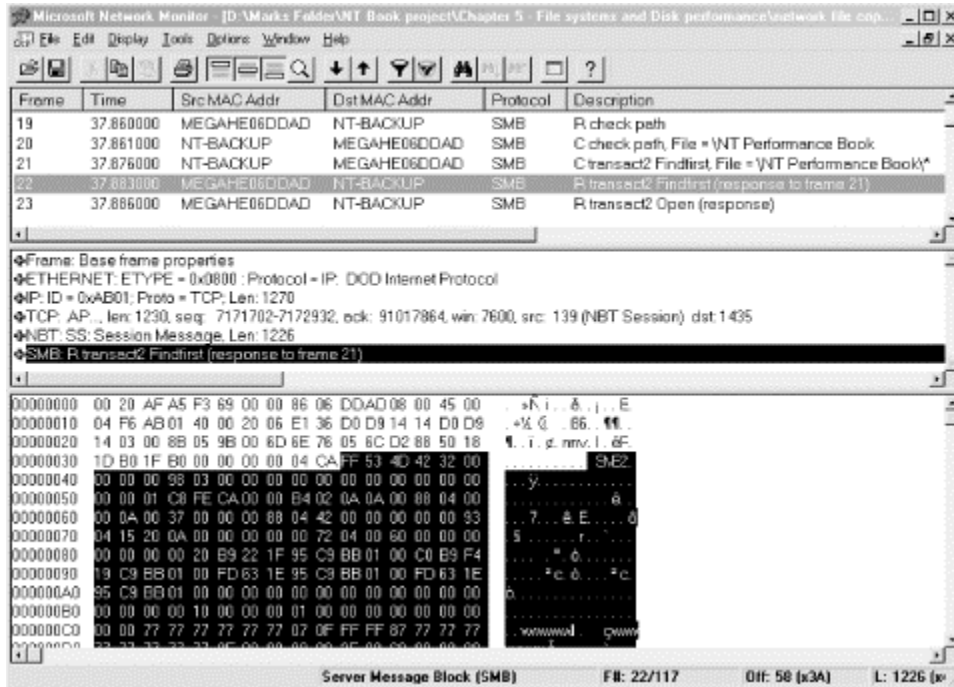 Microsoft Network Monitor - [D:\Marks Folder\NT Book project\Chapter 5 - File systems and Disk performance\network file cop...
File Edit Display Tools Options Window Help
Frame Time Src MAC Addr Dst MAC Addr Protocol Description
19 37.860000 MEGAHE06DDAD NT-BACKUP SMB R check path
20 37.861000 NT-BACKUP MEGAHE06DDAD SMB C check path, File = \NT Performance Book
21 37.876000 NT-BACKUP MEGAHE06DDAD SMB C transact2 Findfirst, File = \NT Performance Book\*
22 37.883000 MEGAHE06DDAD NT-BACKUP SMB R transact2 Findfirst (response to frame 21)
23 37.886000 MEGAHE06DDAD NT-BACKUP SMB R transact2 Open (response)
Frame: Base frame properties
ETHERNET: ETYPE = 0x0800 : Protocol = IP: DOD Internet Protocol
IP: ID = 0xAB01; Proto = TCP; Len: 1270
TCP: .AP..., len: 1230, seq: 7171702-7172932, ack: 91017864, win: 7600, src: 139 (NBT Session) dst: 1435
NBT: SS: Session Message, Len: 1226
SMB: R transact2 Findfirst (response to frame 21)
00000000 00 20 AF A5 F3 69 00 00 86 06 DD AD 08 00 45 00
00000010 04 F6 AB 01 40 00 20 06 E1 36 D0 D9 14 14 D0 D9
00000020 14 03 00 8B 05 9B 00 6D 6E 76 05 6C D2 88 50 18
00000030 1D B0 1F B0 00 00 00 00 04 CA FF 53 4D 42 32 00 SMB2.
00000040 00 00 00 98 03 00 00 00 00 00 00 00 00 00 00 00
00000050 00 00 01 C8 FE CA 00 00 B4 02 0A 0A 00 88 04 00
00000060 00 0A 00 37 00 00 00 88 04 42 00 00 00 00 00 93
00000070 04 15 20 0A 00 00 00 00 72 04 00 60 00 00 00
00000080 00 00 00 00 20 B9 22 1F 95 C9 BB 01 00 C0 B9 F4
00000090 19 C9 BB 01 00 FD 63 1E 95 C9 BB 01 00 FD 63 1E
000000A0 95 C9 BB 01 00 00 00 00 00 00 00 00 00 00 00 00
000000B0 00 00 00 00 10 00 00 00 01 00 00 00 00 00 00
000000C0 00 00 77 77 77 77 77 07 0F FF FF 87 77 77 77
Server Message Block (SMB) F#: 22/117 Off: 58 (x3A) L: 1226 (x